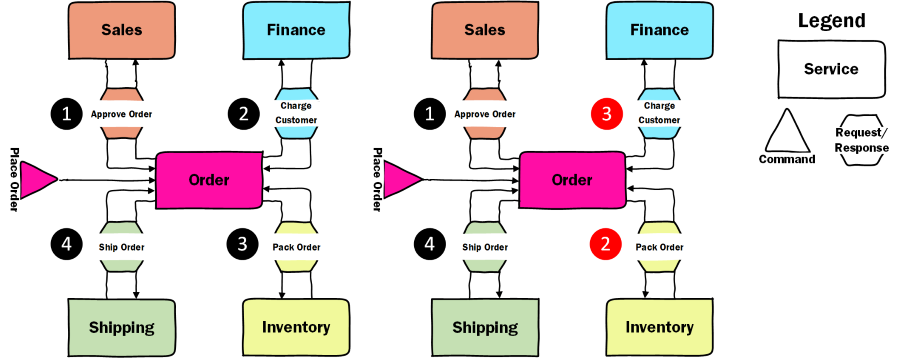 Sales
Finance
Sales
Finance
Legend
Service
1
Approve Order
2
Charge
Customer
1
Approve Order
3
Charge
Customer
Request/
Response
Command
Place Order
Order
Place Order
Order
4
Ship Order
3
Pack Order
4
Ship Order
2
Pack Order
Shipping
Inventory
Shipping
Inventory